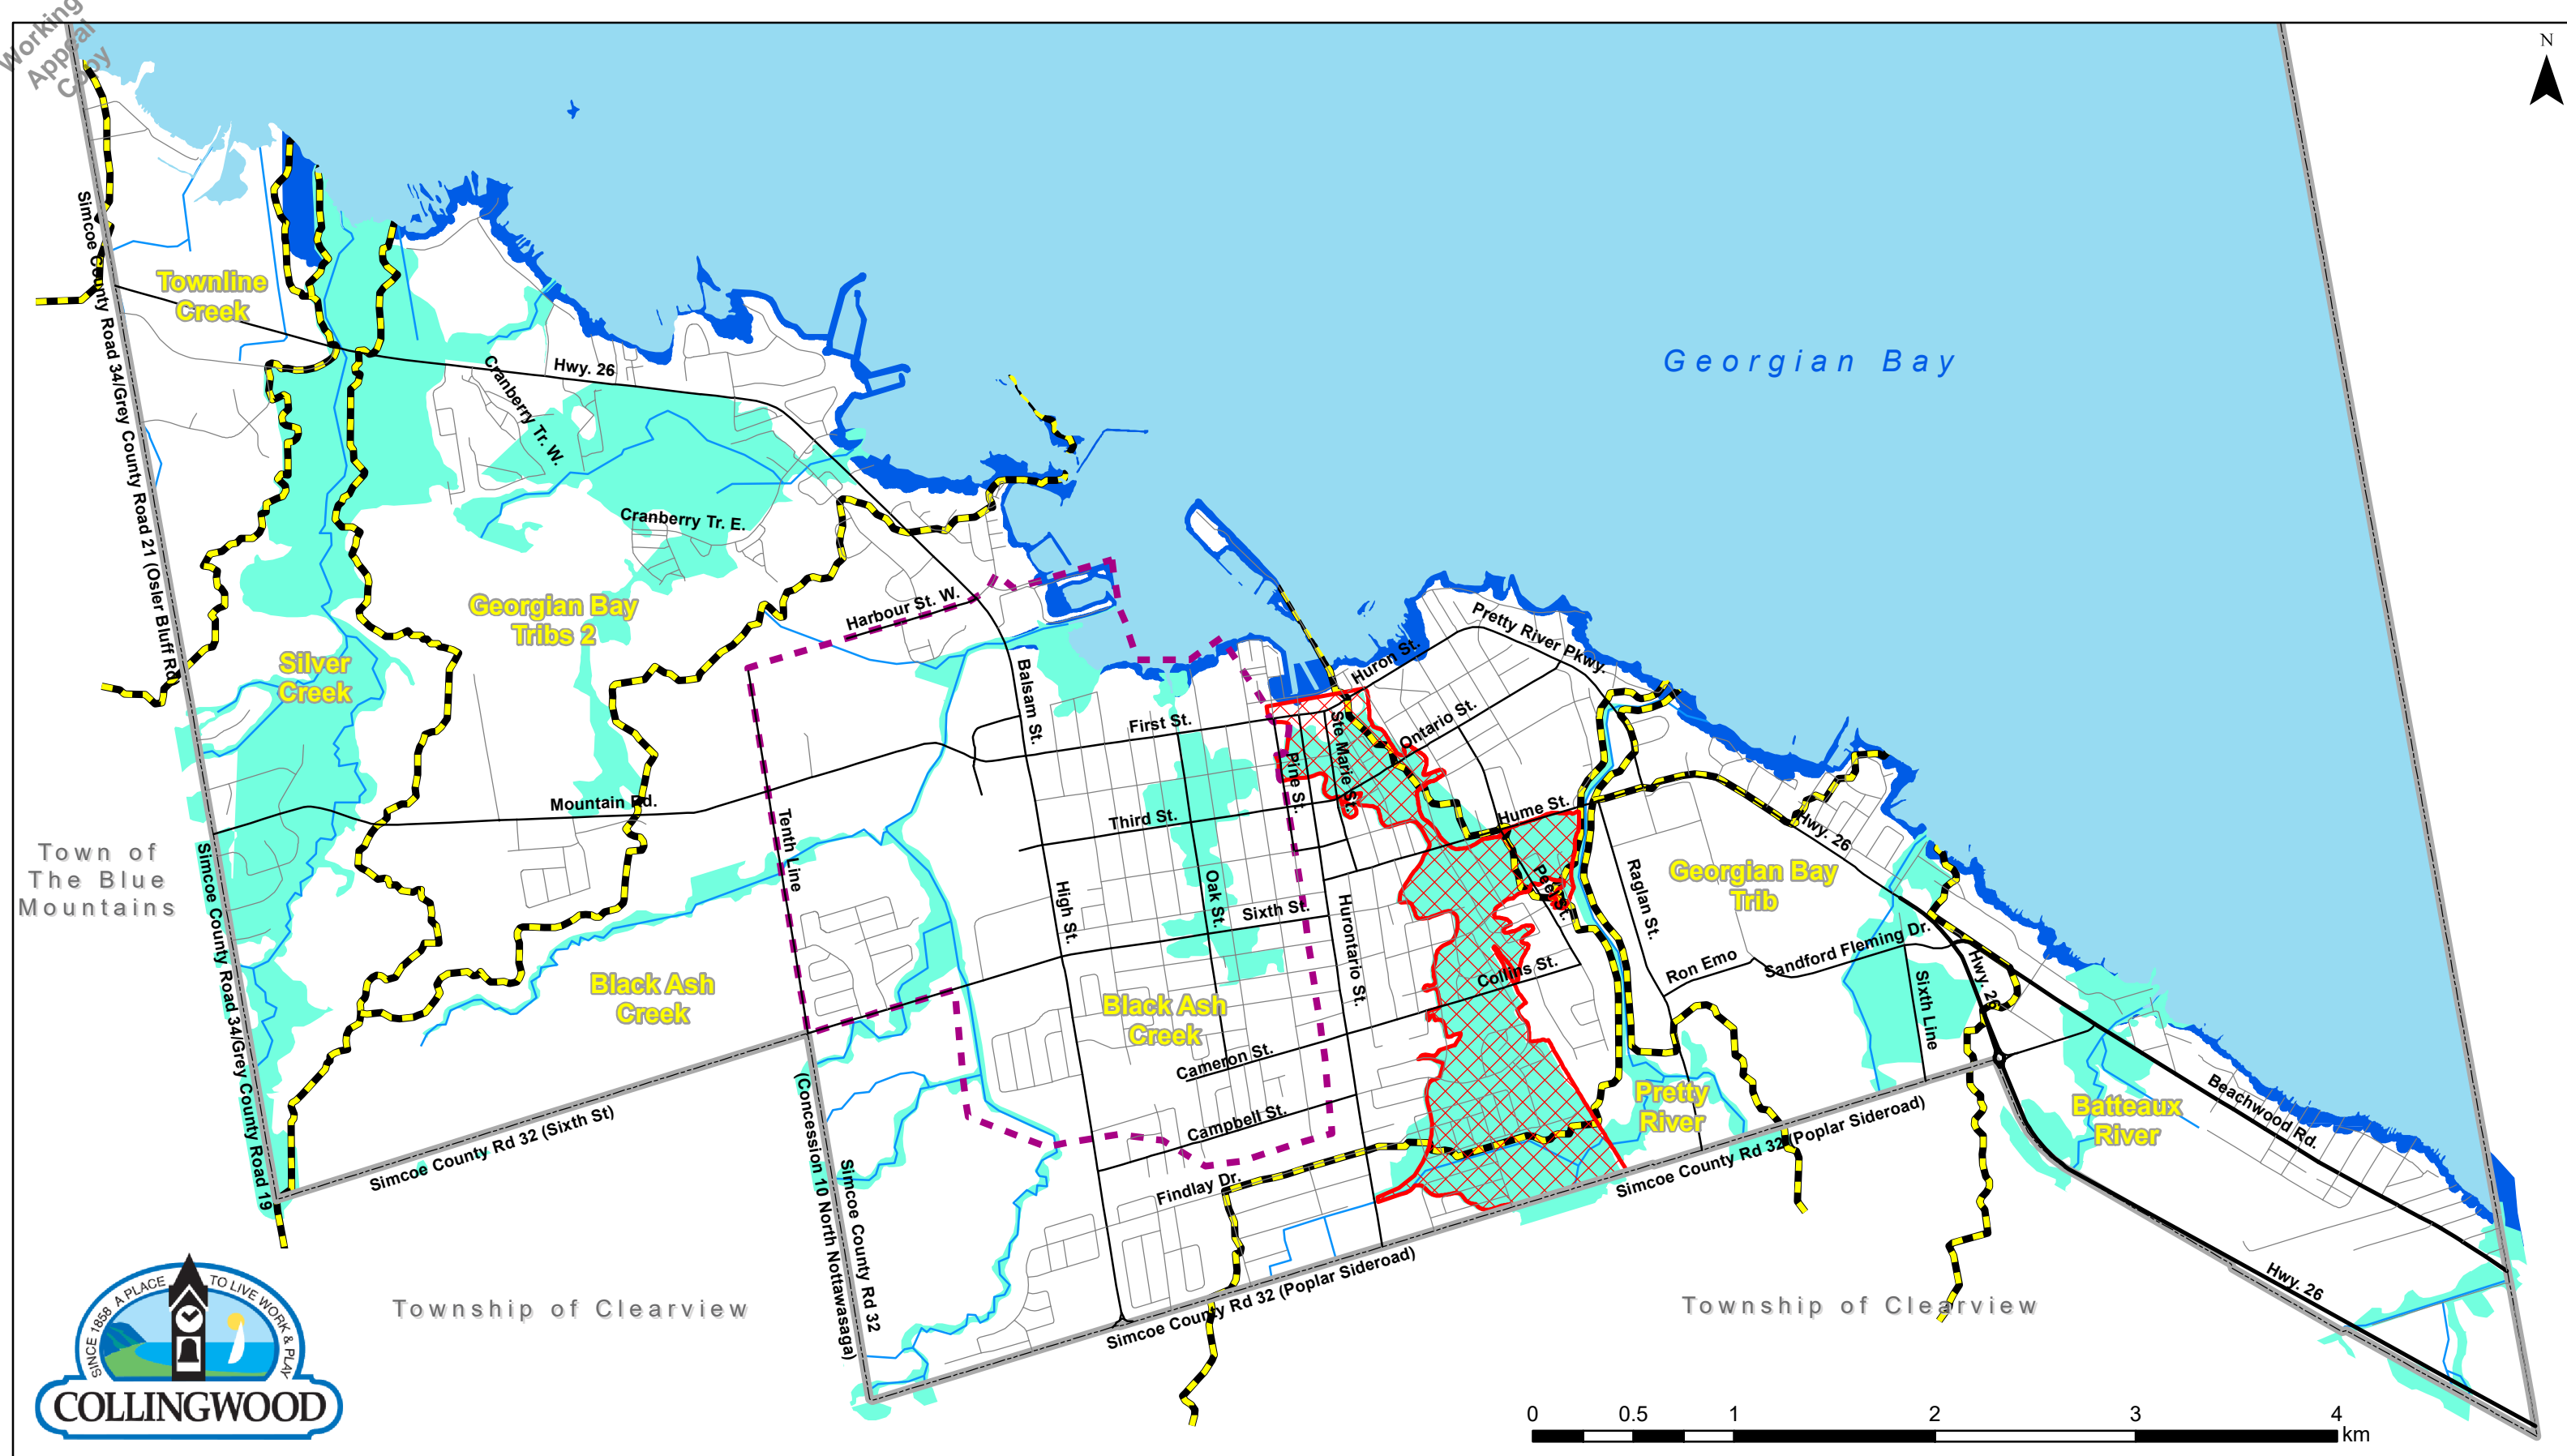 Working
Appeal
Copy
N
Georgian Bay
Simcoe County Road 34/Grey County Road 21 (Osler Bluff Rd)
Townline
Creek
Hwy. 26
Cranberry Tr. W.
Cranberry Tr. E.
Georgian Bay
Tribs 2
Silver
Creek
Harbour St. W.
Balsam St.
First St.
Huron St.
Pretty River Pkwy.
Ontario St.
Ste. Marie St.
Pine St.
Mountain Rd.
Tenth Line
Third St.
Hume St.
Hwy. 26
Town of
The Blue
Mountains
Simcoe County Road 34/Grey County Road 19
High St.
Oak St.
Sixth St.
Hurontario St.
Peel St.
Raglan St.
Georgian Bay
Trib
Ron Emo
Sandford Fleming Dr.
Hwy. 26
Sixth Line
Collins St.
Black Ash
Creek
Black Ash
Creek
Cameron St.
Campbell St.
Findlay Dr.
Pretty
River
Batteaux
River
Beachwood Rd.
Simcoe County Rd 32 (Sixth St)
(Concession 10 North Nottawasaga)
Simcoe County Rd 32
Simcoe County Rd 32 (Poplar Sideroad)
Simcoe County Rd 32 (Poplar Sideroad)
Hwy. 26
Township of Clearview
Township of Clearview
SINCE 1858 A PLACE TO LIVE WORK & PLAY
COLLINGWOOD
0 0.5 1 2 3 4
km